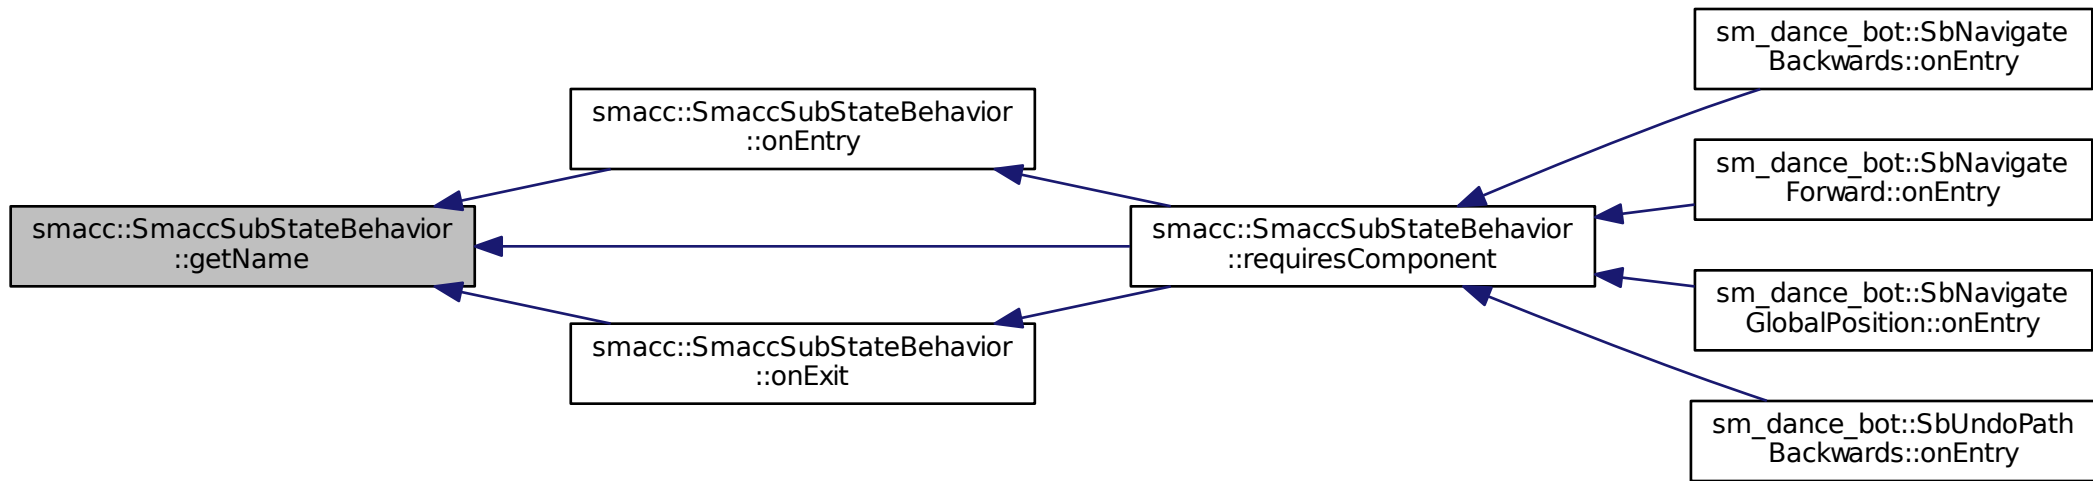 smacc::SmaccSubStateBehavior
::getName
smacc::SmaccSubStateBehavior
::onEntry
smacc::SmaccSubStateBehavior
::onExit
smacc::SmaccSubStateBehavior
::requiresComponent
sm_dance_bot::SbNavigate
Backwards::onEntry
sm_dance_bot::SbNavigate
Forward::onEntry
sm_dance_bot::SbNavigate
GlobalPosition::onEntry
sm_dance_bot::SbUndoPath
Backwards::onEntry